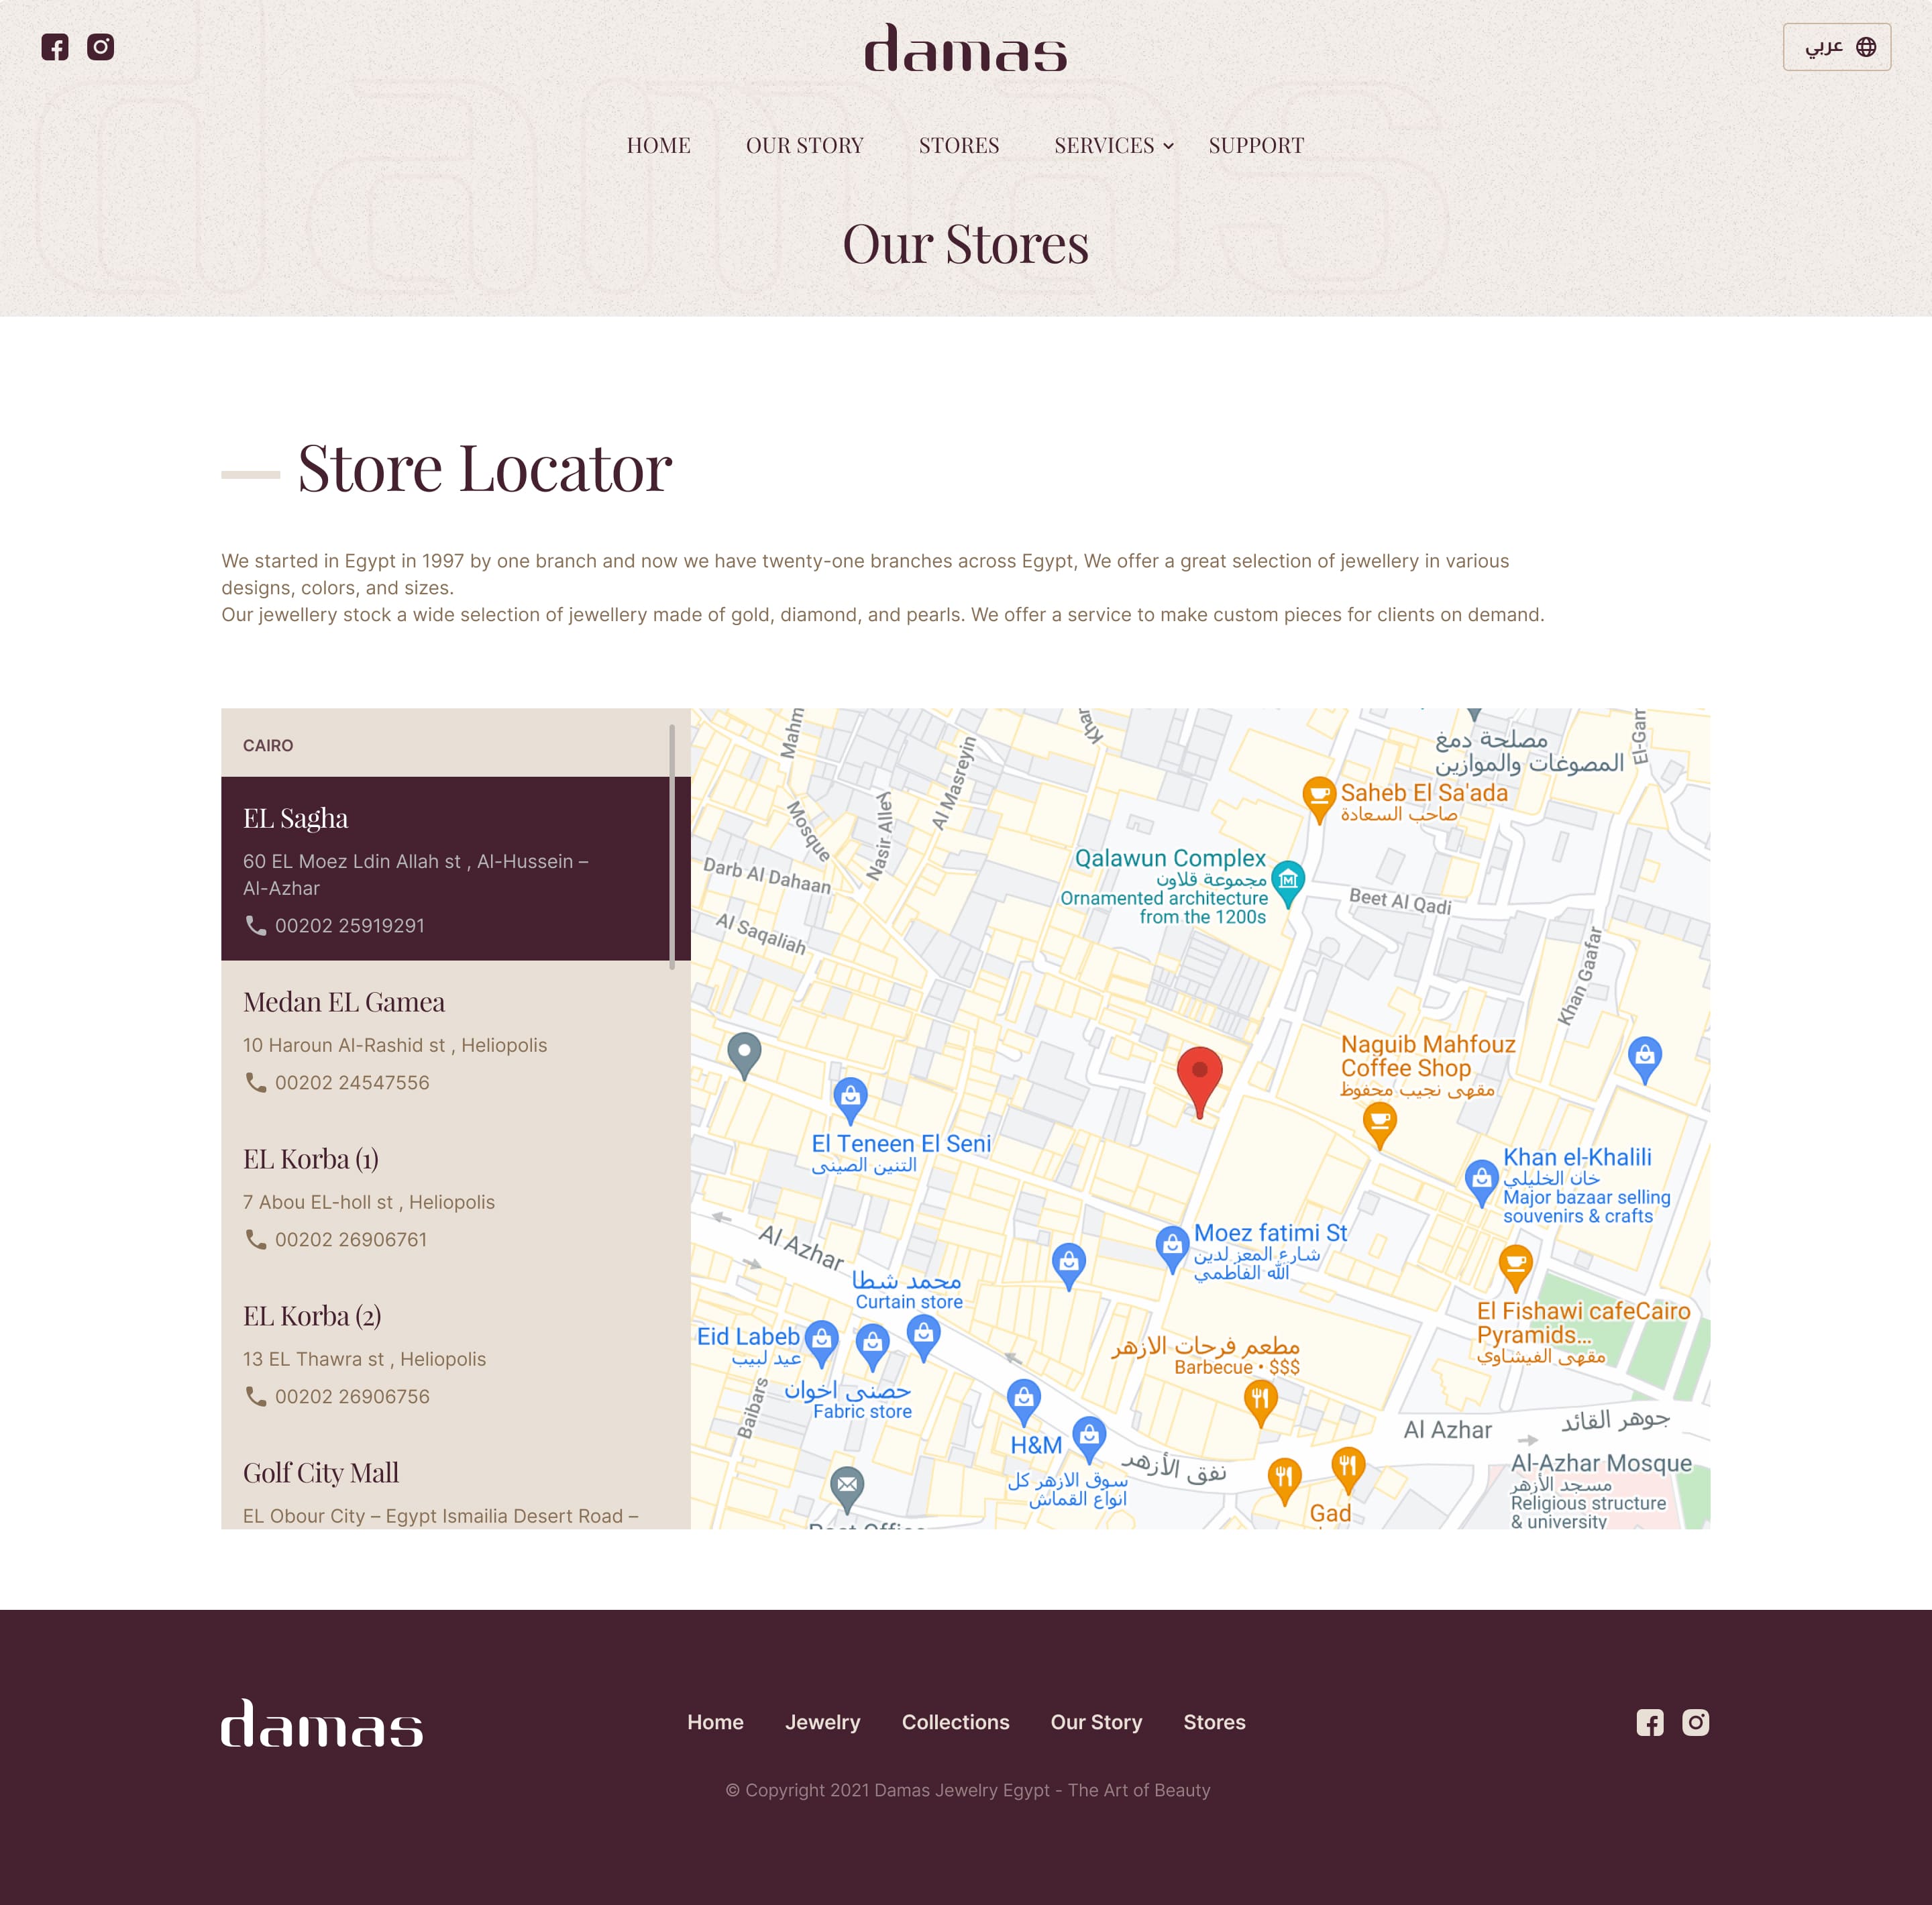 damas
عربي
HOME
OUR STORY
STORES
SERVICES
SUPPORT
Our Stores
Store Locator
We started in Egypt in 1997 by one branch and now we have twenty-one branches across Egypt, We offer a great selection of jewellery in various
designs, colors, and sizes.
Our jewellery stock a wide selection of jewellery made of gold, diamond, and pearls. We offer a service to make custom pieces for clients on demand.
CAIRO
EL Sagha
60 EL Moez Ldin Allah st , Al-Hussein –
Al-Azhar
00202 25919291
Medan EL Gamea
10 Haroun Al-Rashid st , Heliopolis
00202 24547556
EL Korba (1)
7 Abou EL-holl st , Heliopolis
00202 26906761
EL Korba (2)
13 EL Thawra st , Heliopolis
00202 26906756
Golf City Mall
EL Obour City – Egypt Ismailia Desert Road –
Mahm
Mosque
Nasir Alley
Al Masreyin
Khar
Darb Al Dahaan
Al Saqaliah
مصلحة دمغ
المصوغات والموازين
El-Gam
Saheb El Sa'ada
صاحب السعادة
Qalawun Complex
مجموعة قلاون
Ornamented architecture
from the 1200s
Beet Al Qadi
Khan Gaafar
Naguib Mahfouz
Coffee Shop
مقهى نجيب محفوظ
El Teneen El Seni
التنين الصينى
Khan el-Khalili
خان الخليلي
Major bazaar selling
souvenirs & crafts
Al Azhar
Moez fatimi St
شارع المعز لدين
الله الفاطمي
محمد شطا
Curtain store
El Fishawi cafeCairo
Pyramids...
مقهى الفيشاوي
Eid Labeb
عيد لبيب
حصنى اخوان
Fabric store
Baibars
مطعم فرحات الازهر
Barbecue • $$$
H&M
سوق الازهر كل
انواع القماش
نفق الأزهر
Al Azhar
جوهر القائد
Al-Azhar Mosque
مسجد الأزهر
Religious structure
& university
Gad
Post Office
damas
Home
Jewelry
Collections
Our Story
Stores
© Copyright 2021 Damas Jewelry Egypt - The Art of Beauty